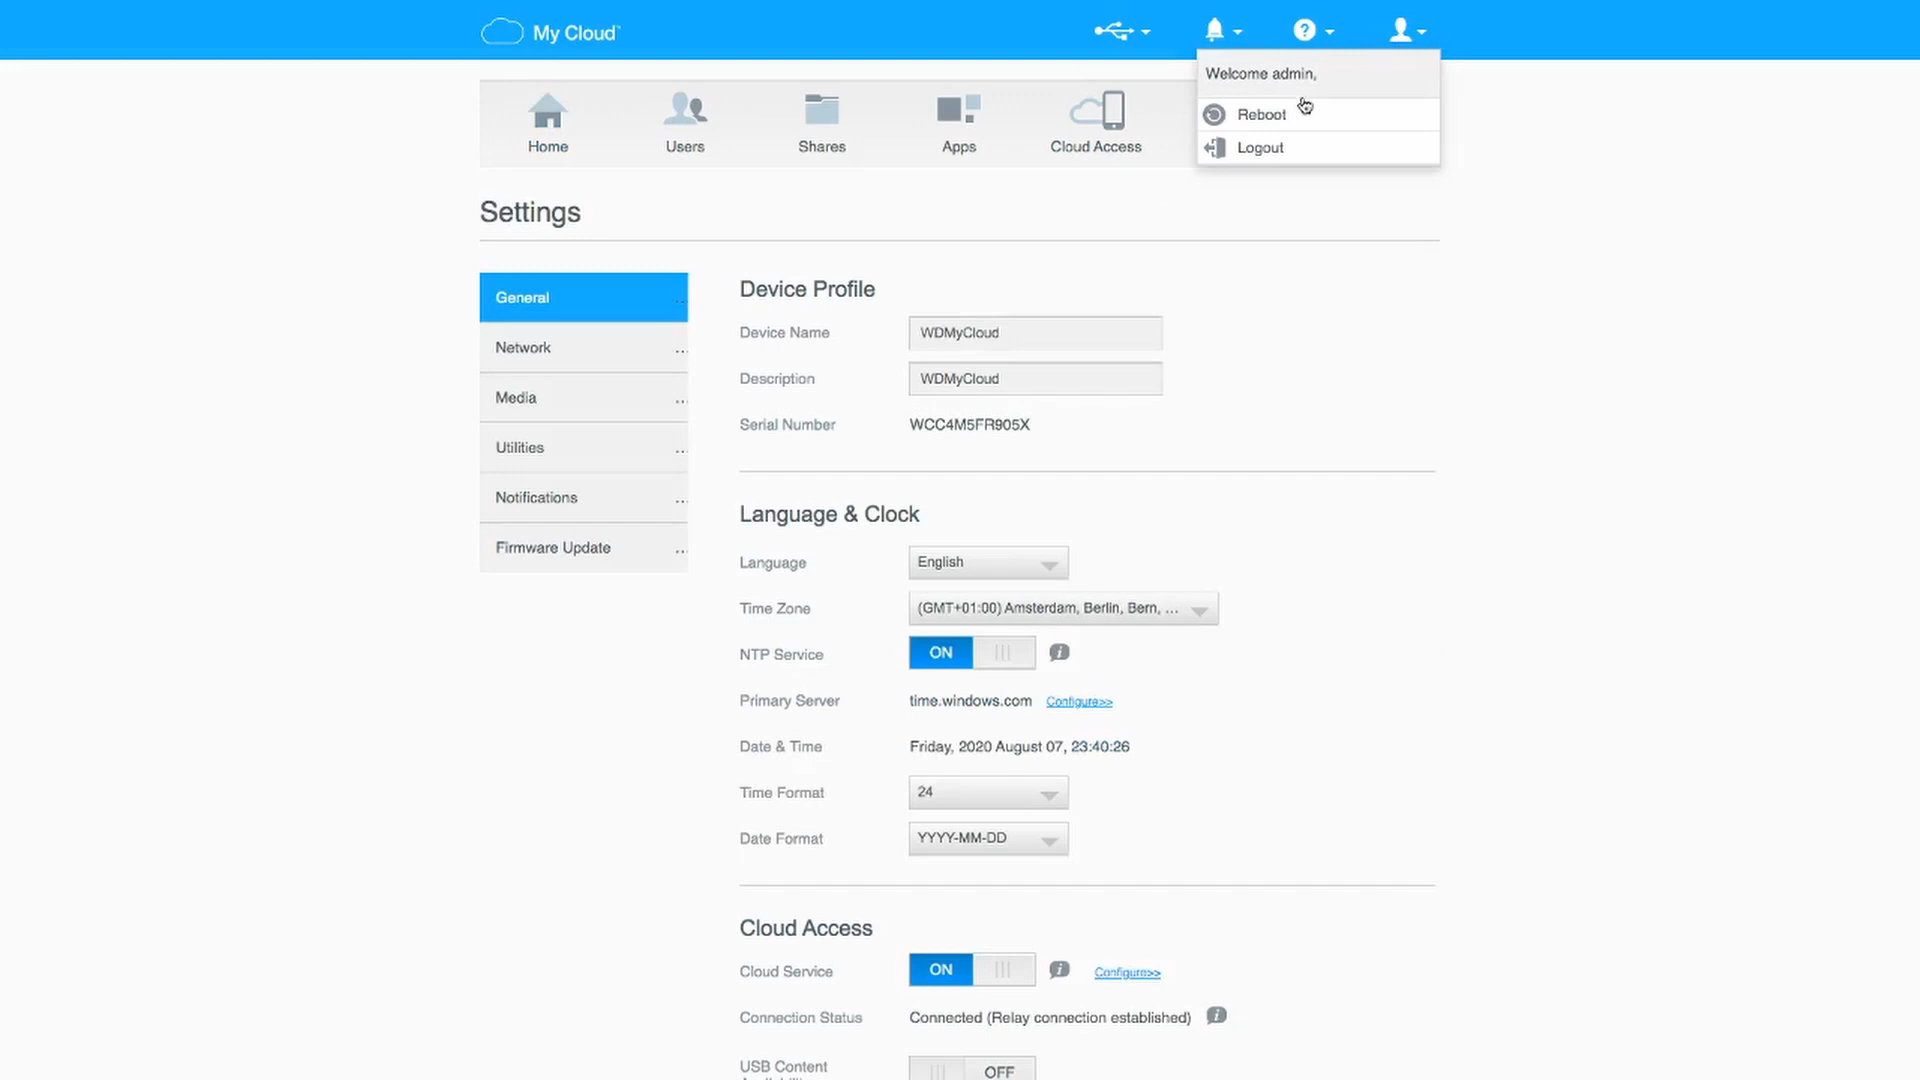 My Cloud
Welcome admin,
Reboot
Logout
Home
Users
Shares
Apps
Cloud Access
Settings
General ...
Network ...
Media ...
Utilities ...
Notifications ...
Firmware Update ...
Device Profile
Device Name WDMyCloud
Description WDMyCloud
Serial Number WCC4M5FR905X
Language & Clock
Language English
Time Zone (GMT+01:00) Amsterdam, Berlin, Bern, ...
NTP Service ON
Primary Server time.windows.com Configure>>
Date & Time Friday, 2020 August 07, 23:40:26
Time Format 24
Date Format YYYY-MM-DD
Cloud Access
Cloud Service ON Configure>>
Connection Status Connected (Relay connection established)
USB Content OFF